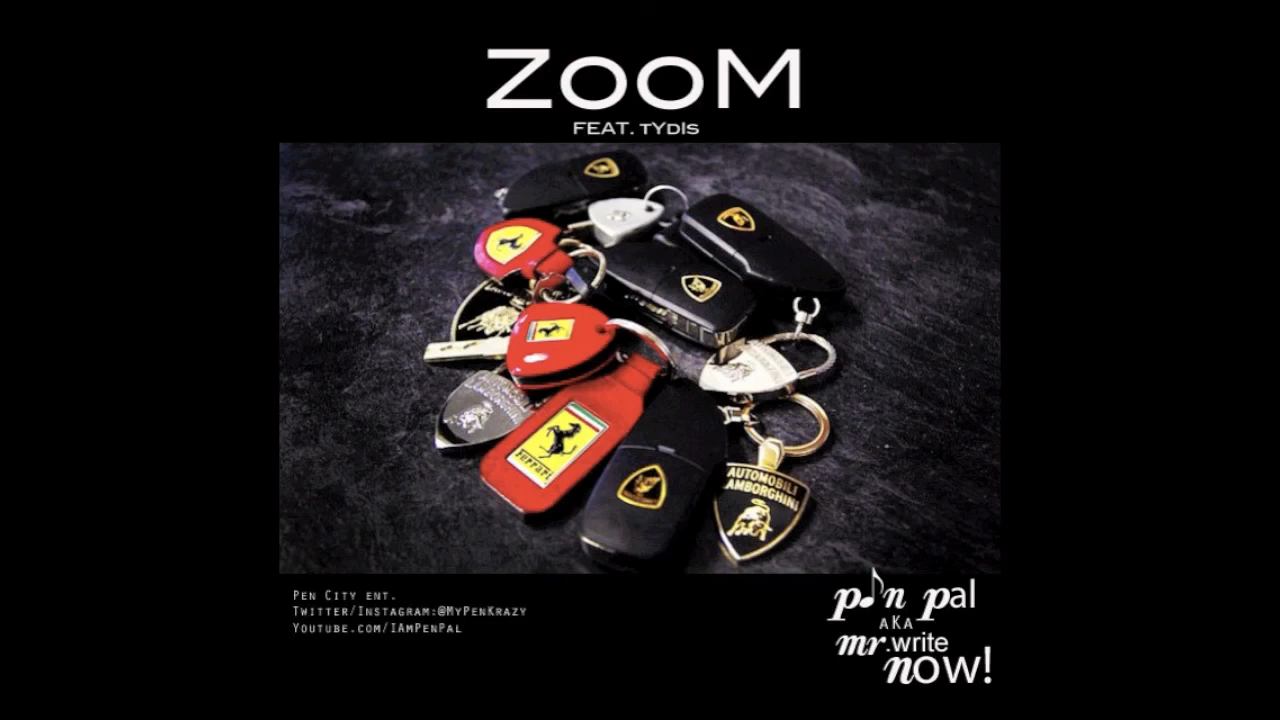 ZOOM
FEAT. TYDIS
Ferrari
AUTOMOBILI
LAMBORGHINI
PEN CITY ENT.
TWITTER/INSTAGRAM:@MYPENKRAZY
YOUTUBE.COM/IAMPENPAL
pen pal
AKA
mr.write
now!